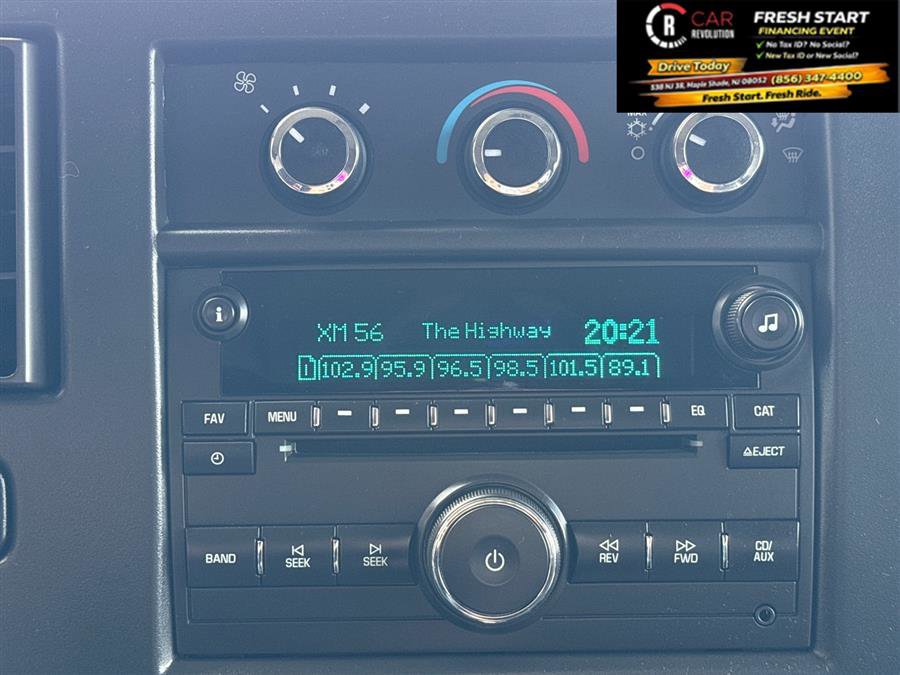 CAR
REVOLUTION
FRESH START
FINANCING EVENT
✓ No Tax ID? No Social?
✓ New Tax ID or New Social?
Drive Today
538 NJ 38, Maple Shade, NJ 08052 (856) 347-4400
Fresh Start. Fresh Ride.
MAX
i
XM 56 The Highway 20:21
1 102.9 95.9 96.5 98.5 101.5 89.1
FAV MENU EQ CAT
EJECT
BAND SEEK SEEK REV FWD CD/
AUX